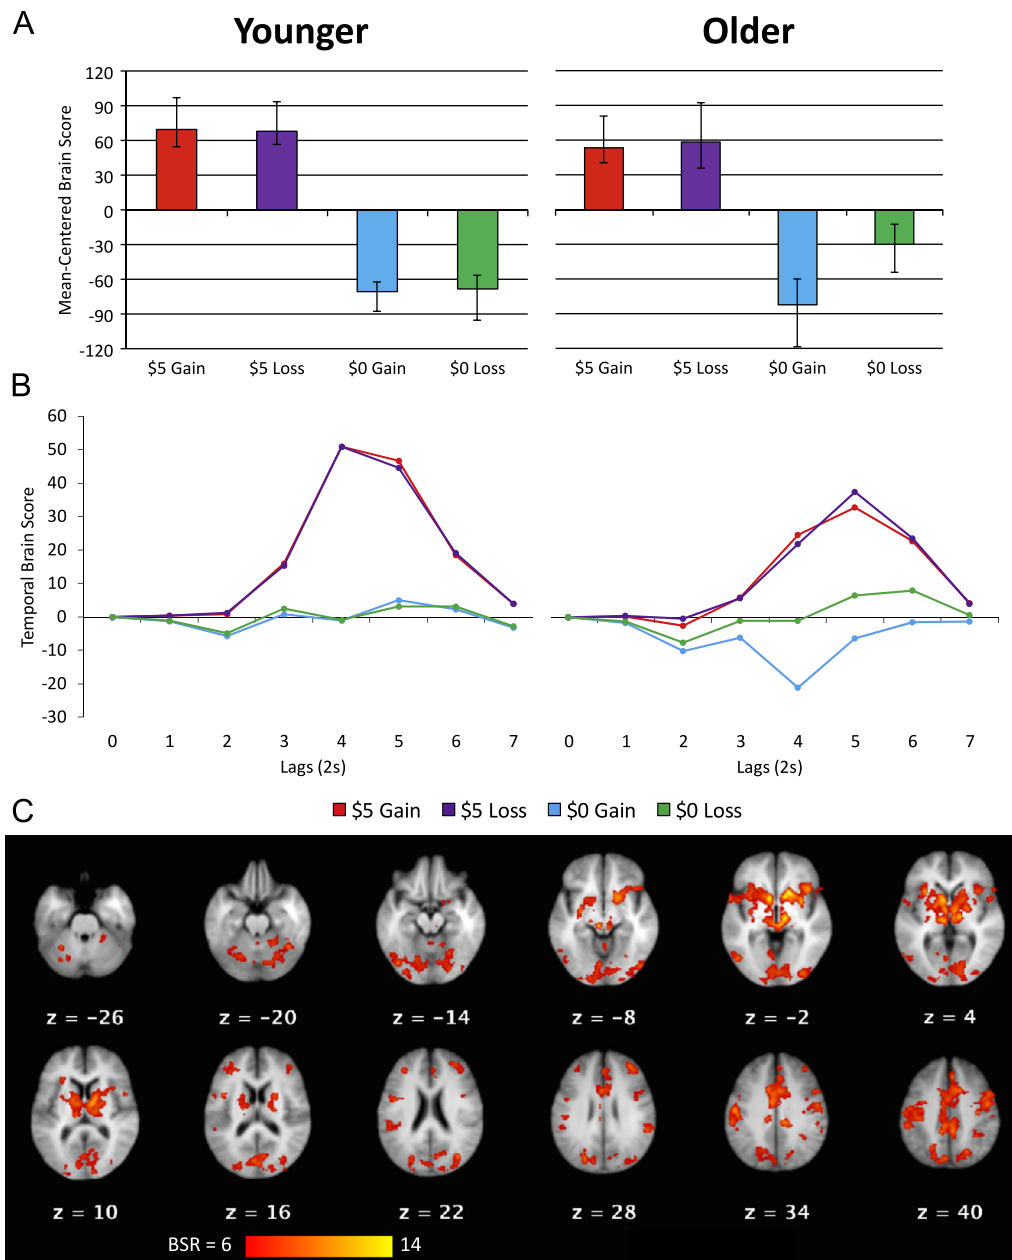 A
Younger Older
Mean-Centered Brain Score
120
90
60
30
0
-30
-60
-90
-120
$5 Gain $5 Loss $0 Gain $0 Loss $5 Gain $5 Loss $0 Gain $0 Loss
B
Temporal Brain Score
60
50
40
30
20
10
0
-10
-20
-30
0 1 2 3 4 5 6 7 0 1 2 3 4 5 6 7
Lags (2s) Lags (2s)
C
$5 Gain $5 Loss $0 Gain $0 Loss
z = -26 z = -20 z = -14 z = -8 z = -2 z = 4
z = 10 z = 16 z = 22 z = 28 z = 34 z = 40
BSR = 6 14